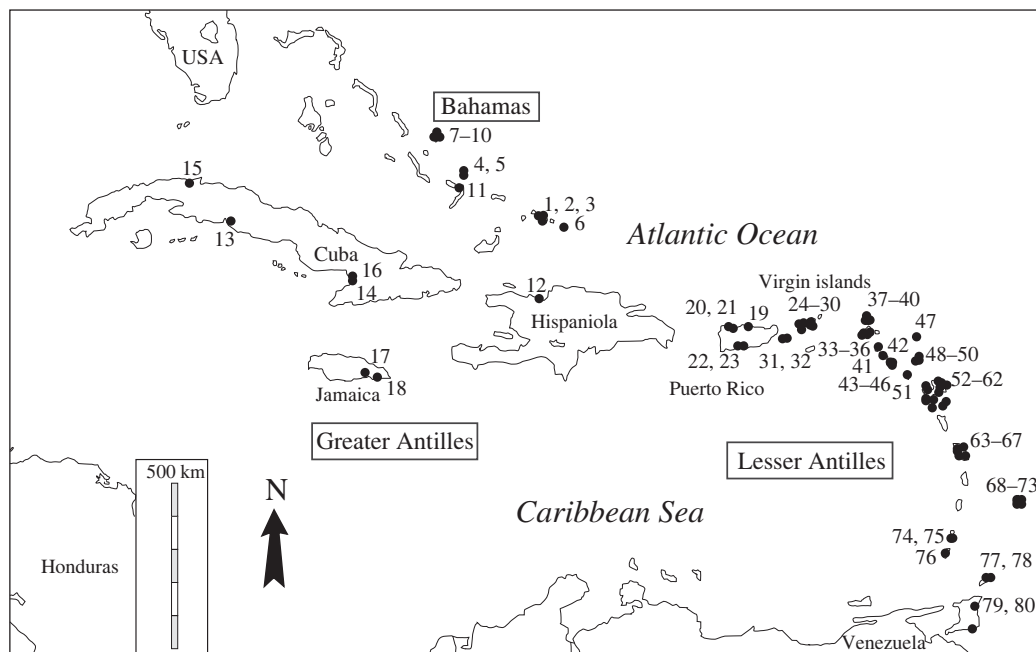 USA
Bahamas
7–10
4, 5
15
11
1, 2, 3
6
13
Atlantic Ocean
Cuba
16
14
12
Hispaniola
Virgin islands
20, 21
19
24–30
37–40
47
22, 23
31, 32
33–36
42
41
48–50
43–46
51
52–62
Puerto Rico
17
18
Jamaica
Greater Antilles
Lesser Antilles
63–67
500 km
N
Caribbean Sea
68–73
74, 75
76
77, 78
Honduras
79, 80
Venezuela